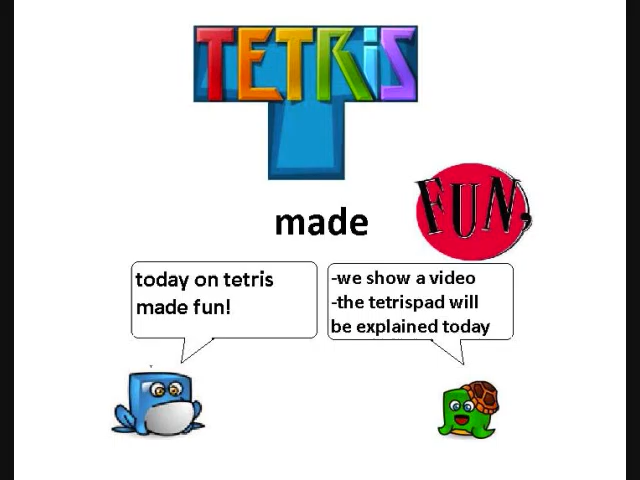 TETRiS
made
FUN,
today on tetris
made fun!
-we show a video
-the tetrispad will
be explained today